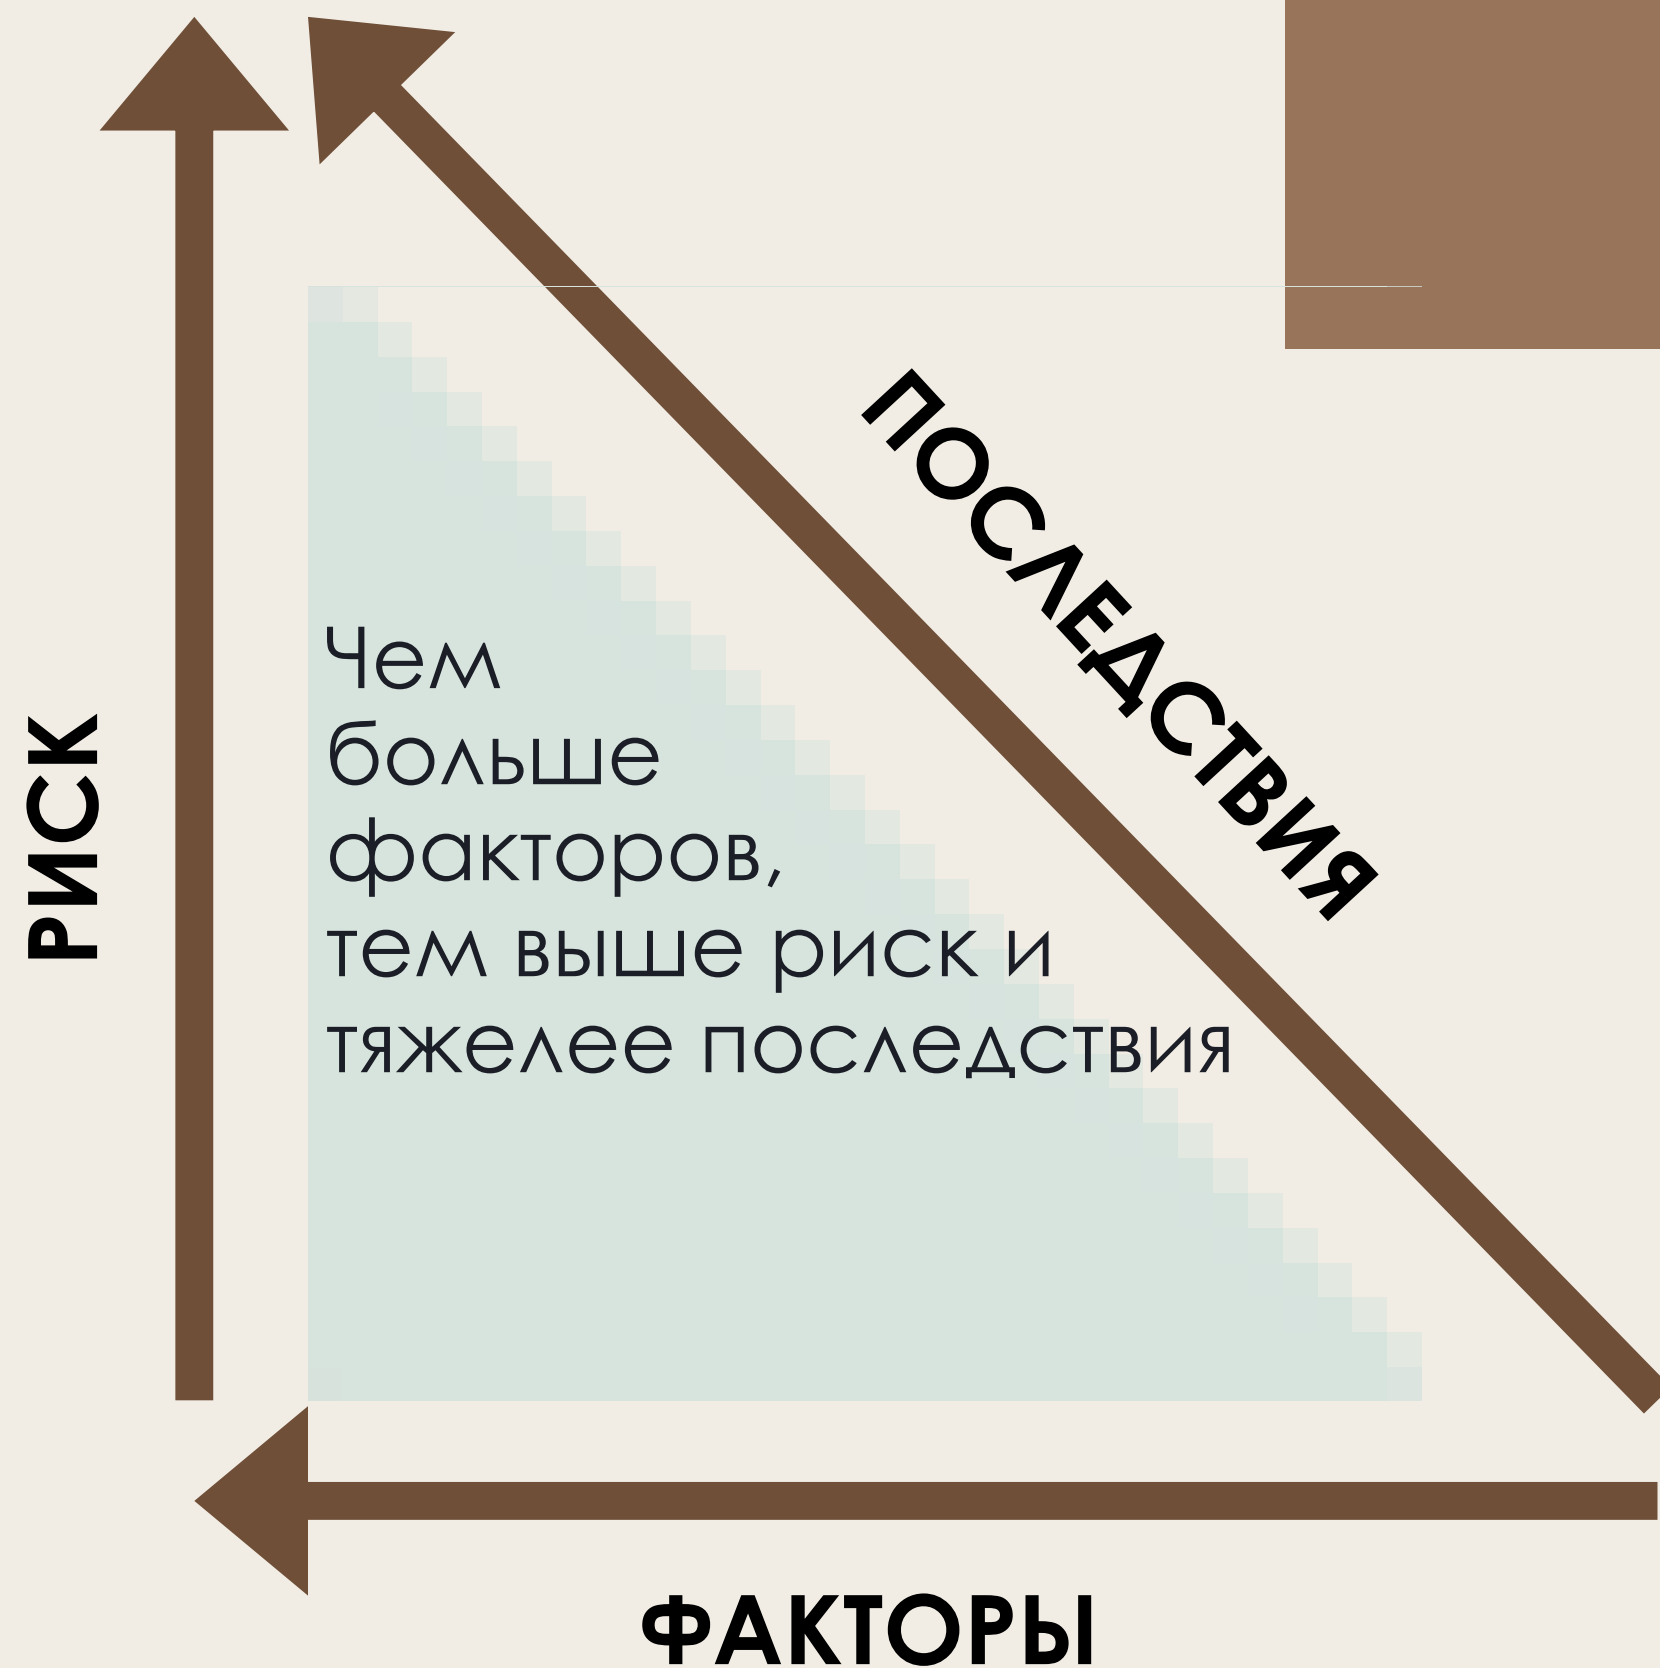 ПОСЛЕДСТВИЯ
РИСК
Чем
больше
факторов,
тем выше риск и
тяжелее последствия
ФАКТОРЫ